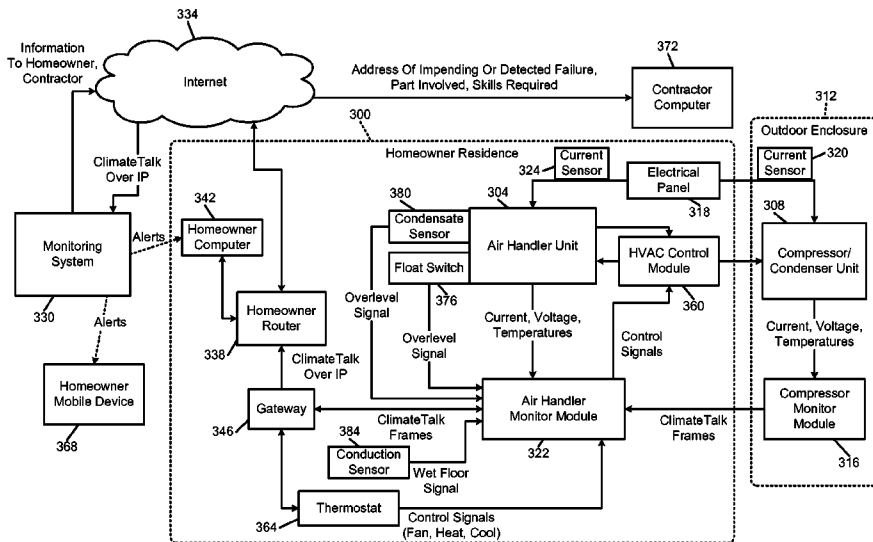 334
Information
To Homeowner,
Contractor
Internet
Address Of Impending Or Detected Failure,
Part Involved, Skills Required
372
Contractor
Computer
ClimateTalk
Over IP
Monitoring
System
330
Alerts
Alerts
Homeowner
Mobile Device
368
300
Homeowner Residence
342
Homeowner
Computer
Homeowner
Router
338
ClimateTalk
Over IP
Gateway
346
Thermostat
364
Control Signals
(Fan, Heat, Cool)
384
Conduction
Sensor
Wet Floor
Signal
ClimateTalk
Frames
380
Condensate
Sensor
Float Switch
376
Overlevel
Signal
Overlevel
Signal
304
Air Handler
Unit
324
Current
Sensor
Electrical
Panel
318
HVAC Control
Module
360
Current, Voltage,
Temperatures
Control
Signals
Air Handler
Monitor Module
322
ClimateTalk
Frames
312
Outdoor Enclosure
Current
Sensor
320
308
Compressor/
Condenser Unit
Current, Voltage,
Temperatures
Compressor
Monitor
Module
316